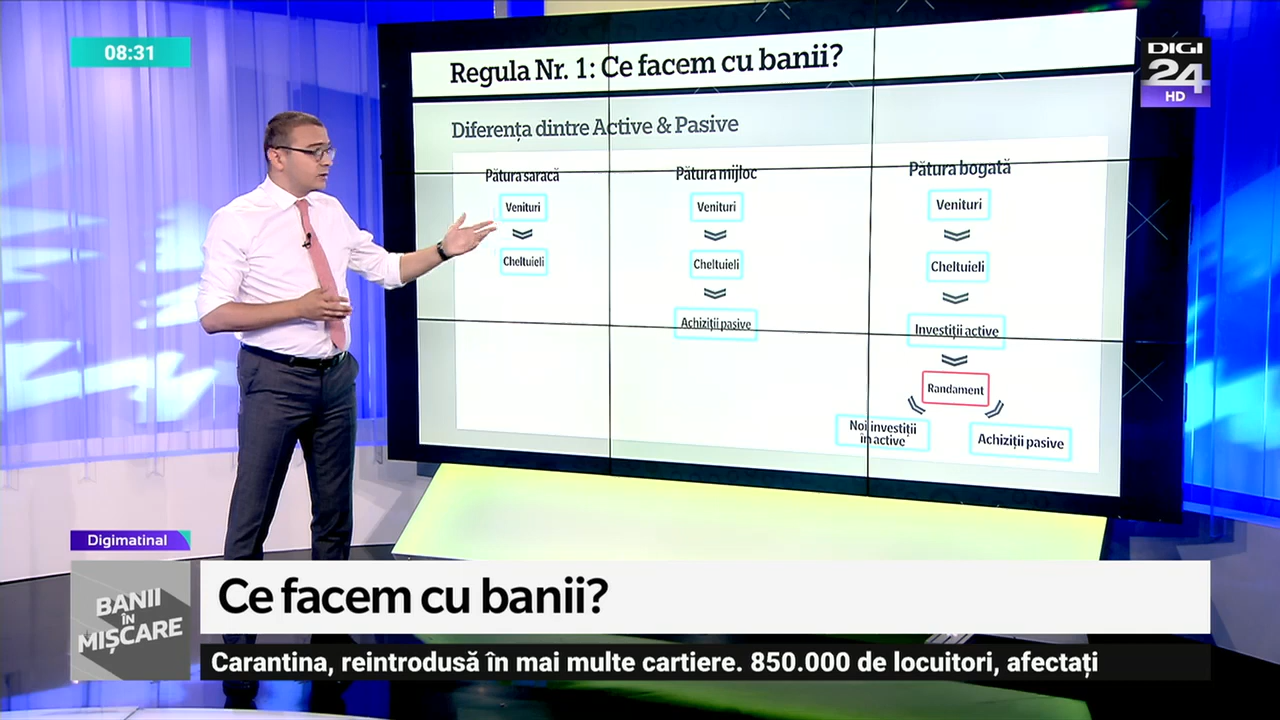 08:31
DIGI
24
HD
Regula Nr. 1: Ce facem cu banii?
Diferența dintre Active & Pasive
Pătura saracă
Venituri
Cheltuieli
Pătura mijloc
Venituri
Cheltuieli
Achiziții pasive
Pătura bogată
Venituri
Cheltuieli
Investiții active
Randament
Noi investiții
în active
Achiziții pasive
Digimatinal
BANII
ÎN
MIȘCARE
Ce facem cu banii?
Carantina, reintrodusă în mai multe cartiere. 850.000 de locuitori, afectați